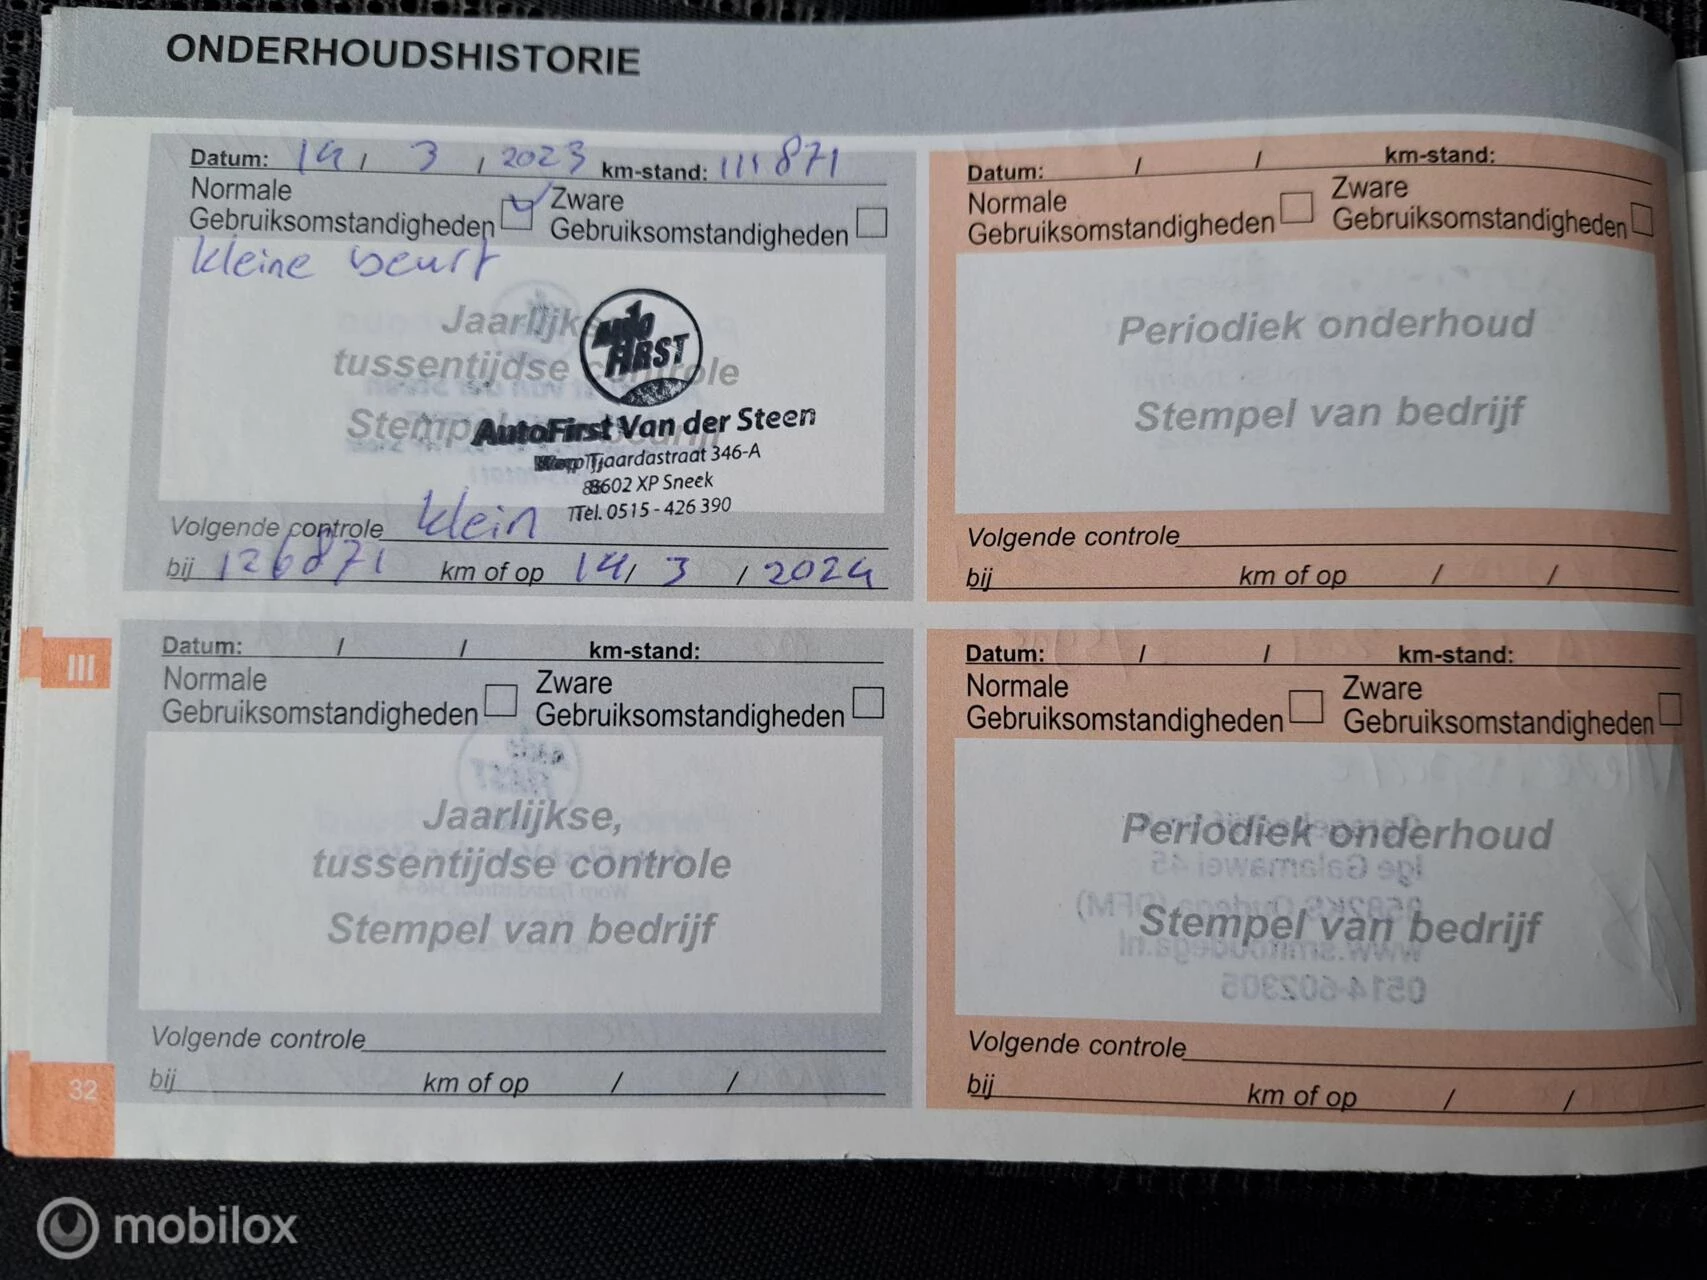 ONDERHOUDSHISTORIE
Datum: 14 / 3 / 2023 km-stand: 111871
Normale
Gebruiksomstandigheden
Zware
Gebruiksomstandigheden
kleine beurt
Jaarlijkse,
tussentijdse controle
Stempel van bedrijf
Auto
FIRST
AutoFirst Van der Steen
Worp Tjaardastraat 346-A
8602 XP Sneek
Tel. 0515 - 426 390
Volgende controle klein
bij 126871 km of op 14 / 3 / 2024
Datum: / / km-stand:
Normale
Gebruiksomstandigheden
Zware
Gebruiksomstandigheden
Periodiek onderhoud
Stempel van bedrijf
Volgende controle
bij km of op / /
III
Datum: / / km-stand:
Normale
Gebruiksomstandigheden
Zware
Gebruiksomstandigheden
Jaarlijkse,
tussentijdse controle
Stempel van bedrijf
Volgende controle
bij km of op / /
Datum: / / km-stand:
Normale
Gebruiksomstandigheden
Zware
Gebruiksomstandigheden
Periodiek onderhoud
Stempel van bedrijf
Volgende controle
bij km of op / /
32
mobilox